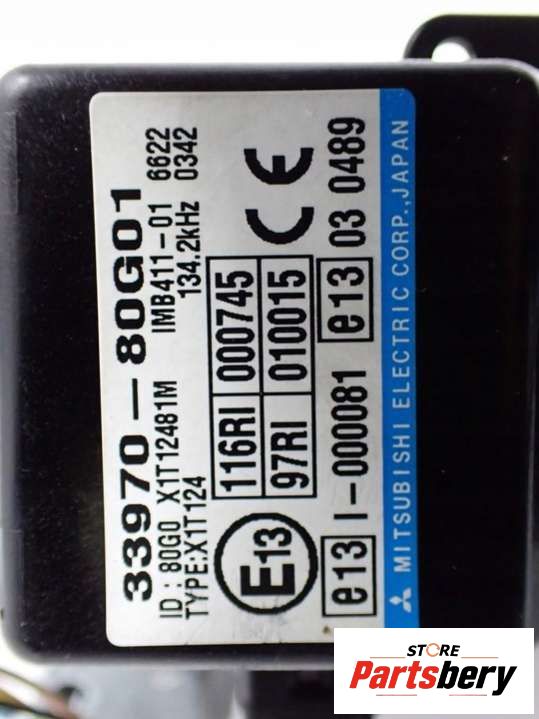 33970-80G01
ID : 80G0 X1T12481M IMB411-01 6622
TYPE:X1T124 134.2kHz 0342
E13 116RI 000745 CE
97RI 010015
e13 I-000081 e13 03 0489
MITSUBISHI ELECTRIC CORP., JAPAN
STORE
Partsbery